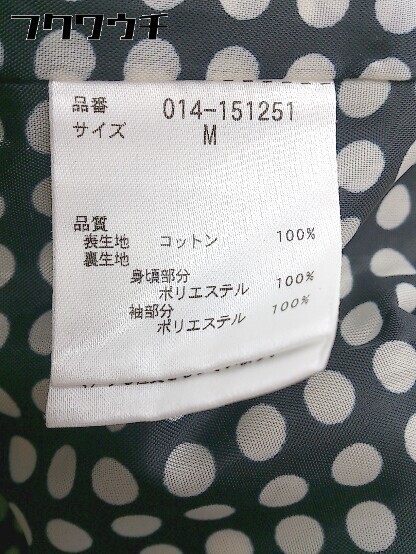 フクワウチ
品番 014-151251
サイズ M
品質
表生地 コットン 100%
裏生地
身頃部分
ポリエステル 100%
袖部分
ポリエステル 100%